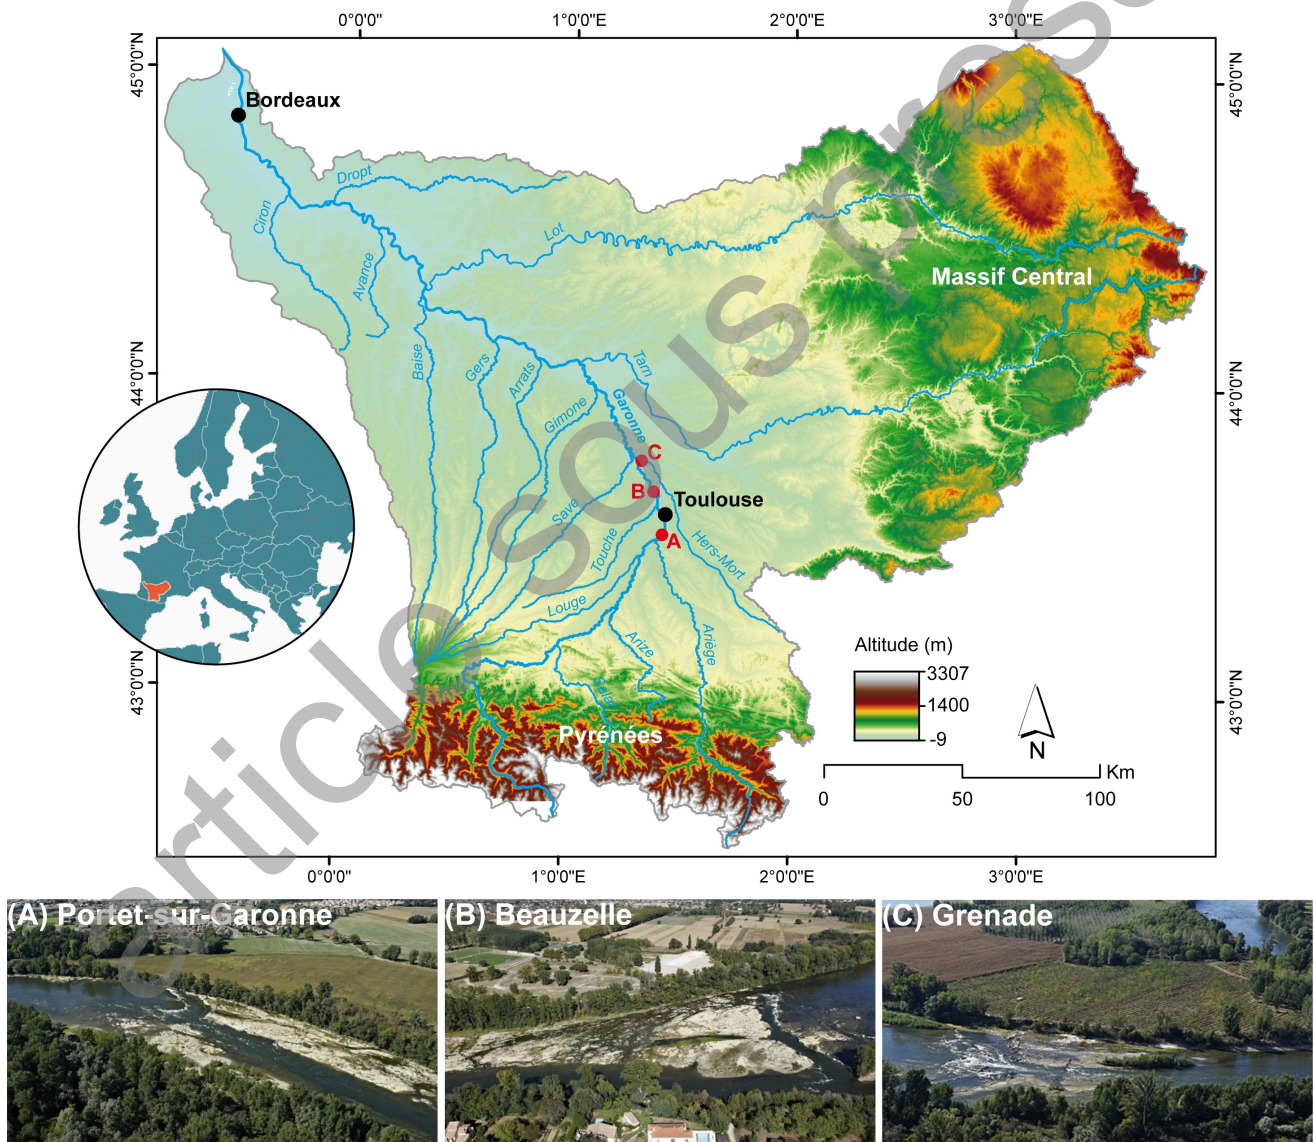 0°0'0"
1°0'0"E
2°0'0"E
3°0'0"E
45°0'0"N
45°0'0"N
Bordeaux
Dropt
Ciron
Lot
Avance
Massif Central
Baise
Gers
Arrats
Tarn
44°0'0"N
44°0'0"N
Gimone
Garonne
C
B
Toulouse
Save
A
Touche
Hers-Mort
Louge
Arize
Ariège
Salat
Altitude (m)
3307
1400
-9
43°0'0"N
43°0'0"N
Pyrénées
N
Km
0
50
100
0°0'0"E
1°0'0"E
2°0'0"E
3°0'0"E
article sous presse
(A) Portet-sur-Garonne
(B) Beauzelle
(C) Grenade